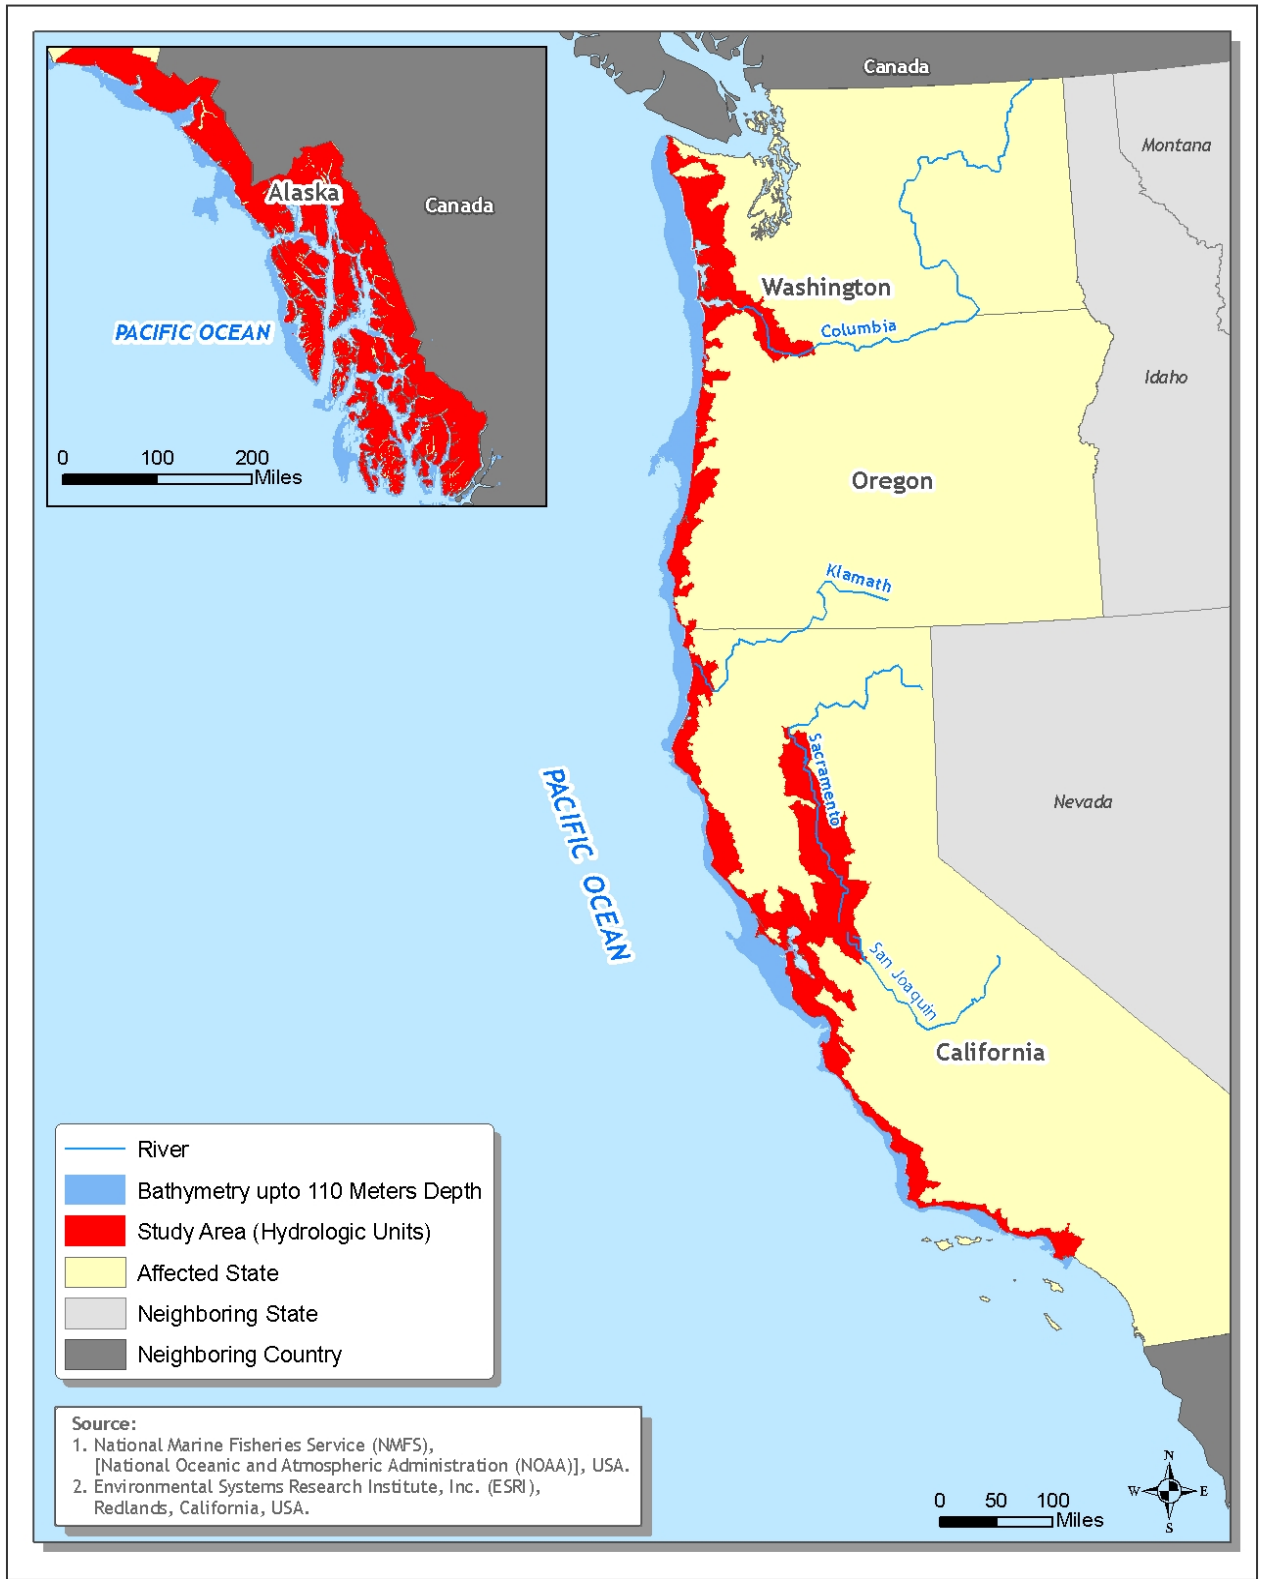 Canada
Montana
Alaska
Canada
Washington
PACIFIC OCEAN
Columbia
Idaho
0 100 200
Miles
Oregon
Klamath
Sacramento
PACIFIC OCEAN
Nevada
San Joaquin
California
River
Bathymetry upto 110 Meters Depth
Study Area (Hydrologic Units)
Affected State
Neighboring State
Neighboring Country
Source:
1. National Marine Fisheries Service (NMFS),
[National Oceanic and Atmospheric Administration (NOAA)], USA.
2. Environmental Systems Research Institute, Inc. (ESRI),
Redlands, California, USA.
N
W E
S
0 50 100
Miles